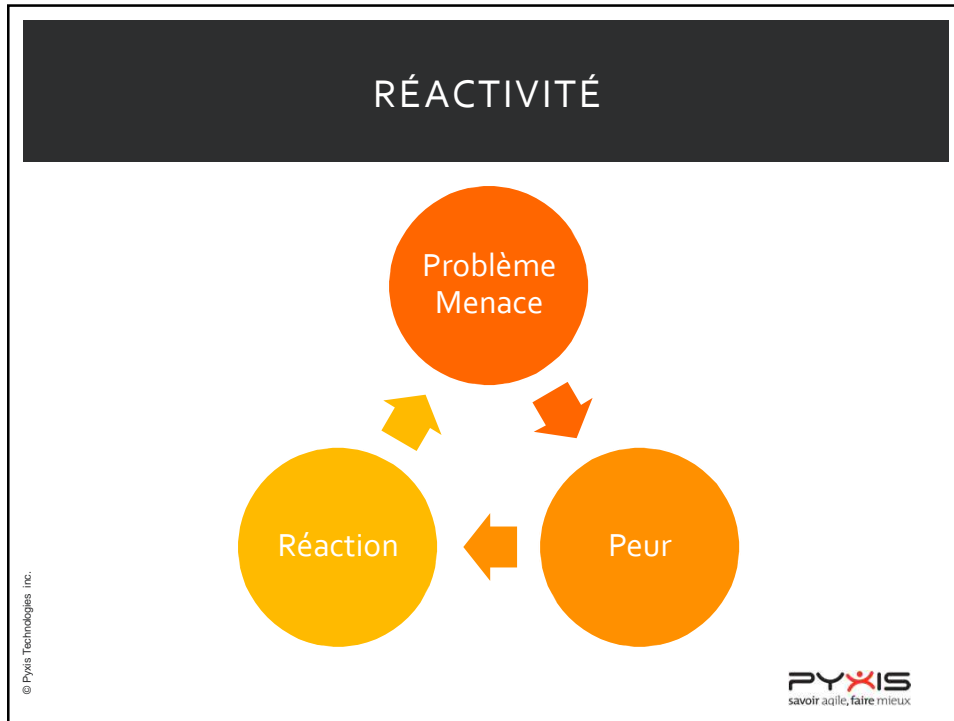 RÉACTIVITÉ
Problème
Menace
Réaction
Peur
© Pyxis Technologies inc.
PYXIS
savoir agile, faire mieux